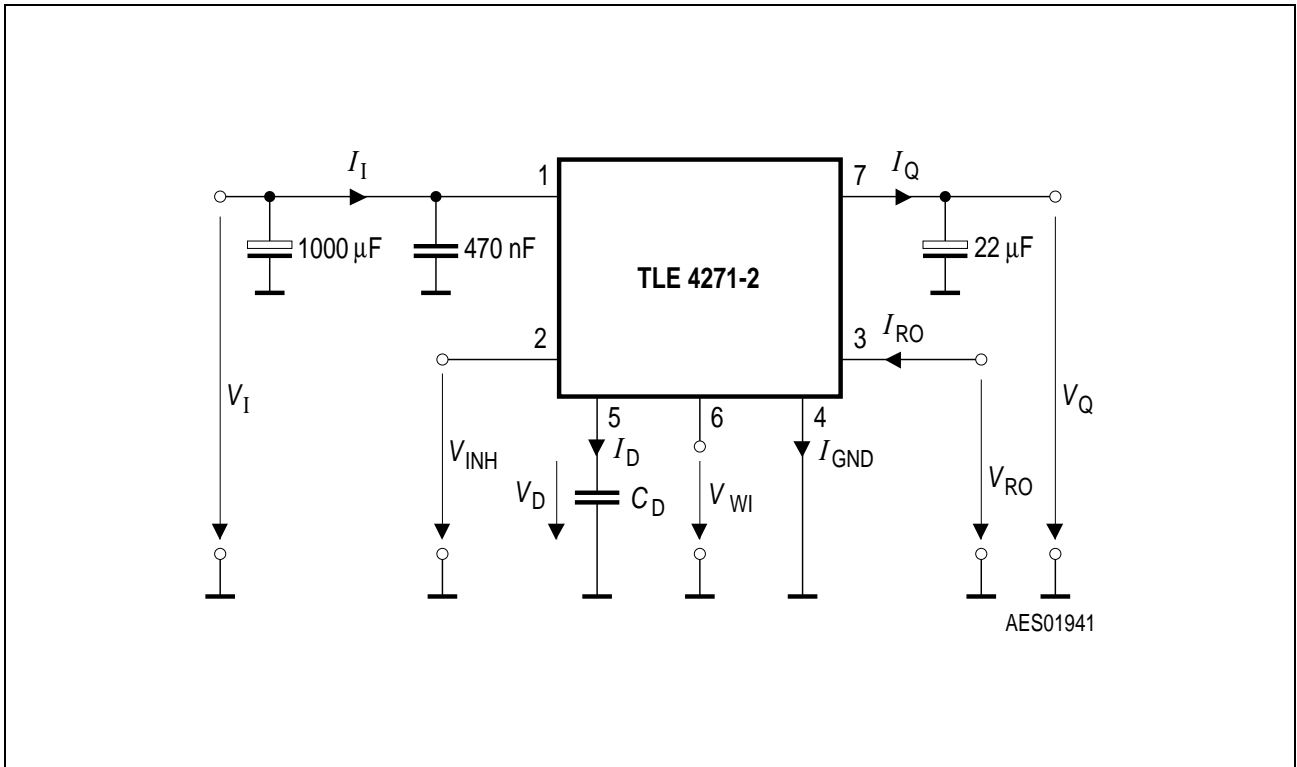 I_I
1
7
I_Q
1000 µF
470 nF
TLE 4271-2
22 µF
2
3
I_RO
V_I
V_INH
5
6
4
I_D
I_GND
V_D
C_D
V_WI
V_RO
V_Q
AES01941